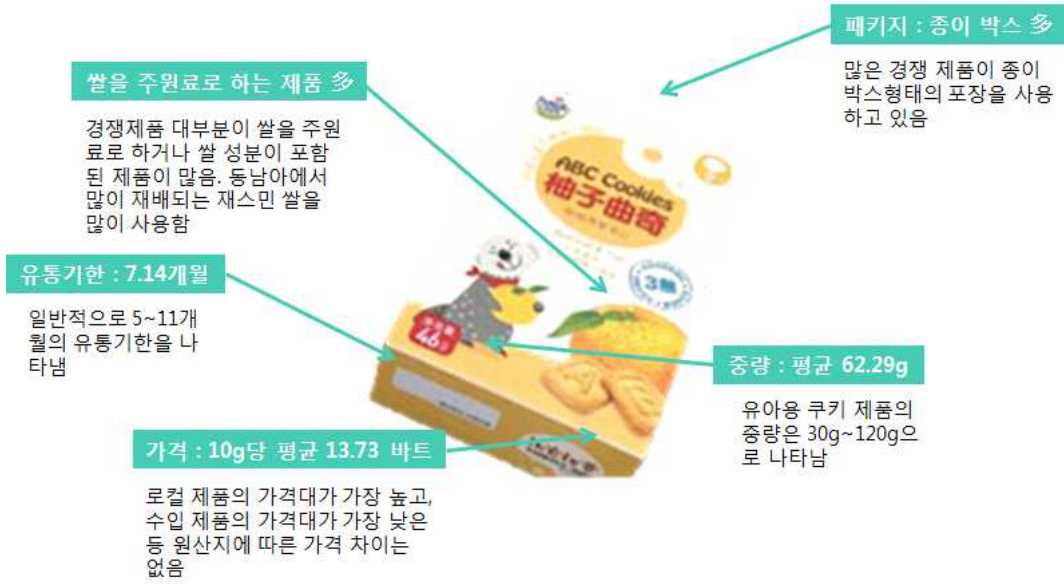 패키지 : 종이 박스 多
많은 경쟁 제품이 종이
박스형태의 포장을 사용
하고 있음
쌀을 주원료로 하는 제품 多
경쟁제품 대부분이 쌀을 주원
료로 하거나 쌀 성분이 포함
된 제품이 많음. 동남아에서
많이 재배되는 재스민 쌀을
많이 사용함
ABC Cookies
柚子曲奇
3無
46
유통기한 : 7.14개월
일반적으로 5~11개
월의 유통기한을 나
타냄
중량 : 평균 62.29g
유아용 쿠키 제품의
중량은 30g~120g으
로 나타남
가격 : 10g당 평균 13.73 바트
로컬 제품의 가격대가 가장 높고,
수입 제품의 가격대가 가장 낮은
등 원산지에 따른 가격 차이는
없음